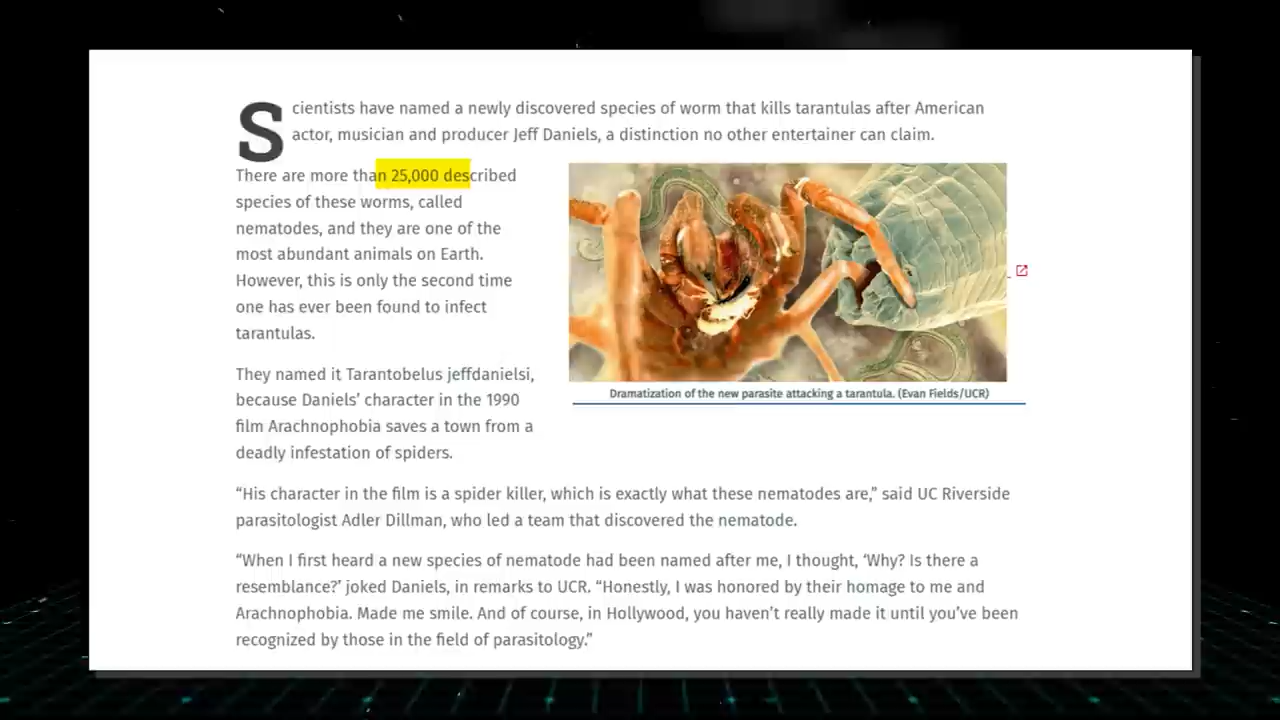 Scientists have named a newly discovered species of worm that kills tarantulas after American
actor, musician and producer Jeff Daniels, a distinction no other entertainer can claim.
There are more than 25,000 described
species of these worms, called
nematodes, and they are one of the
most abundant animals on Earth.
However, this is only the second time
one has ever been found to infect
tarantulas.
Dramatization of the new parasite attacking a tarantula. (Evan Fields/UCR)
They named it Tarantobelus jeffdanielsi,
because Daniels’ character in the 1990
film Arachnophobia saves a town from a
deadly infestation of spiders.
“His character in the film is a spider killer, which is exactly what these nematodes are,” said UC Riverside
parasitologist Adler Dillman, who led a team that discovered the nematode.
“When I first heard a new species of nematode had been named after me, I thought, ‘Why? Is there a
resemblance?’ joked Daniels, in remarks to UCR. “Honestly, I was honored by their homage to me and
Arachnophobia. Made me smile. And of course, in Hollywood, you haven’t really made it until you’ve been
recognized by those in the field of parasitology.”